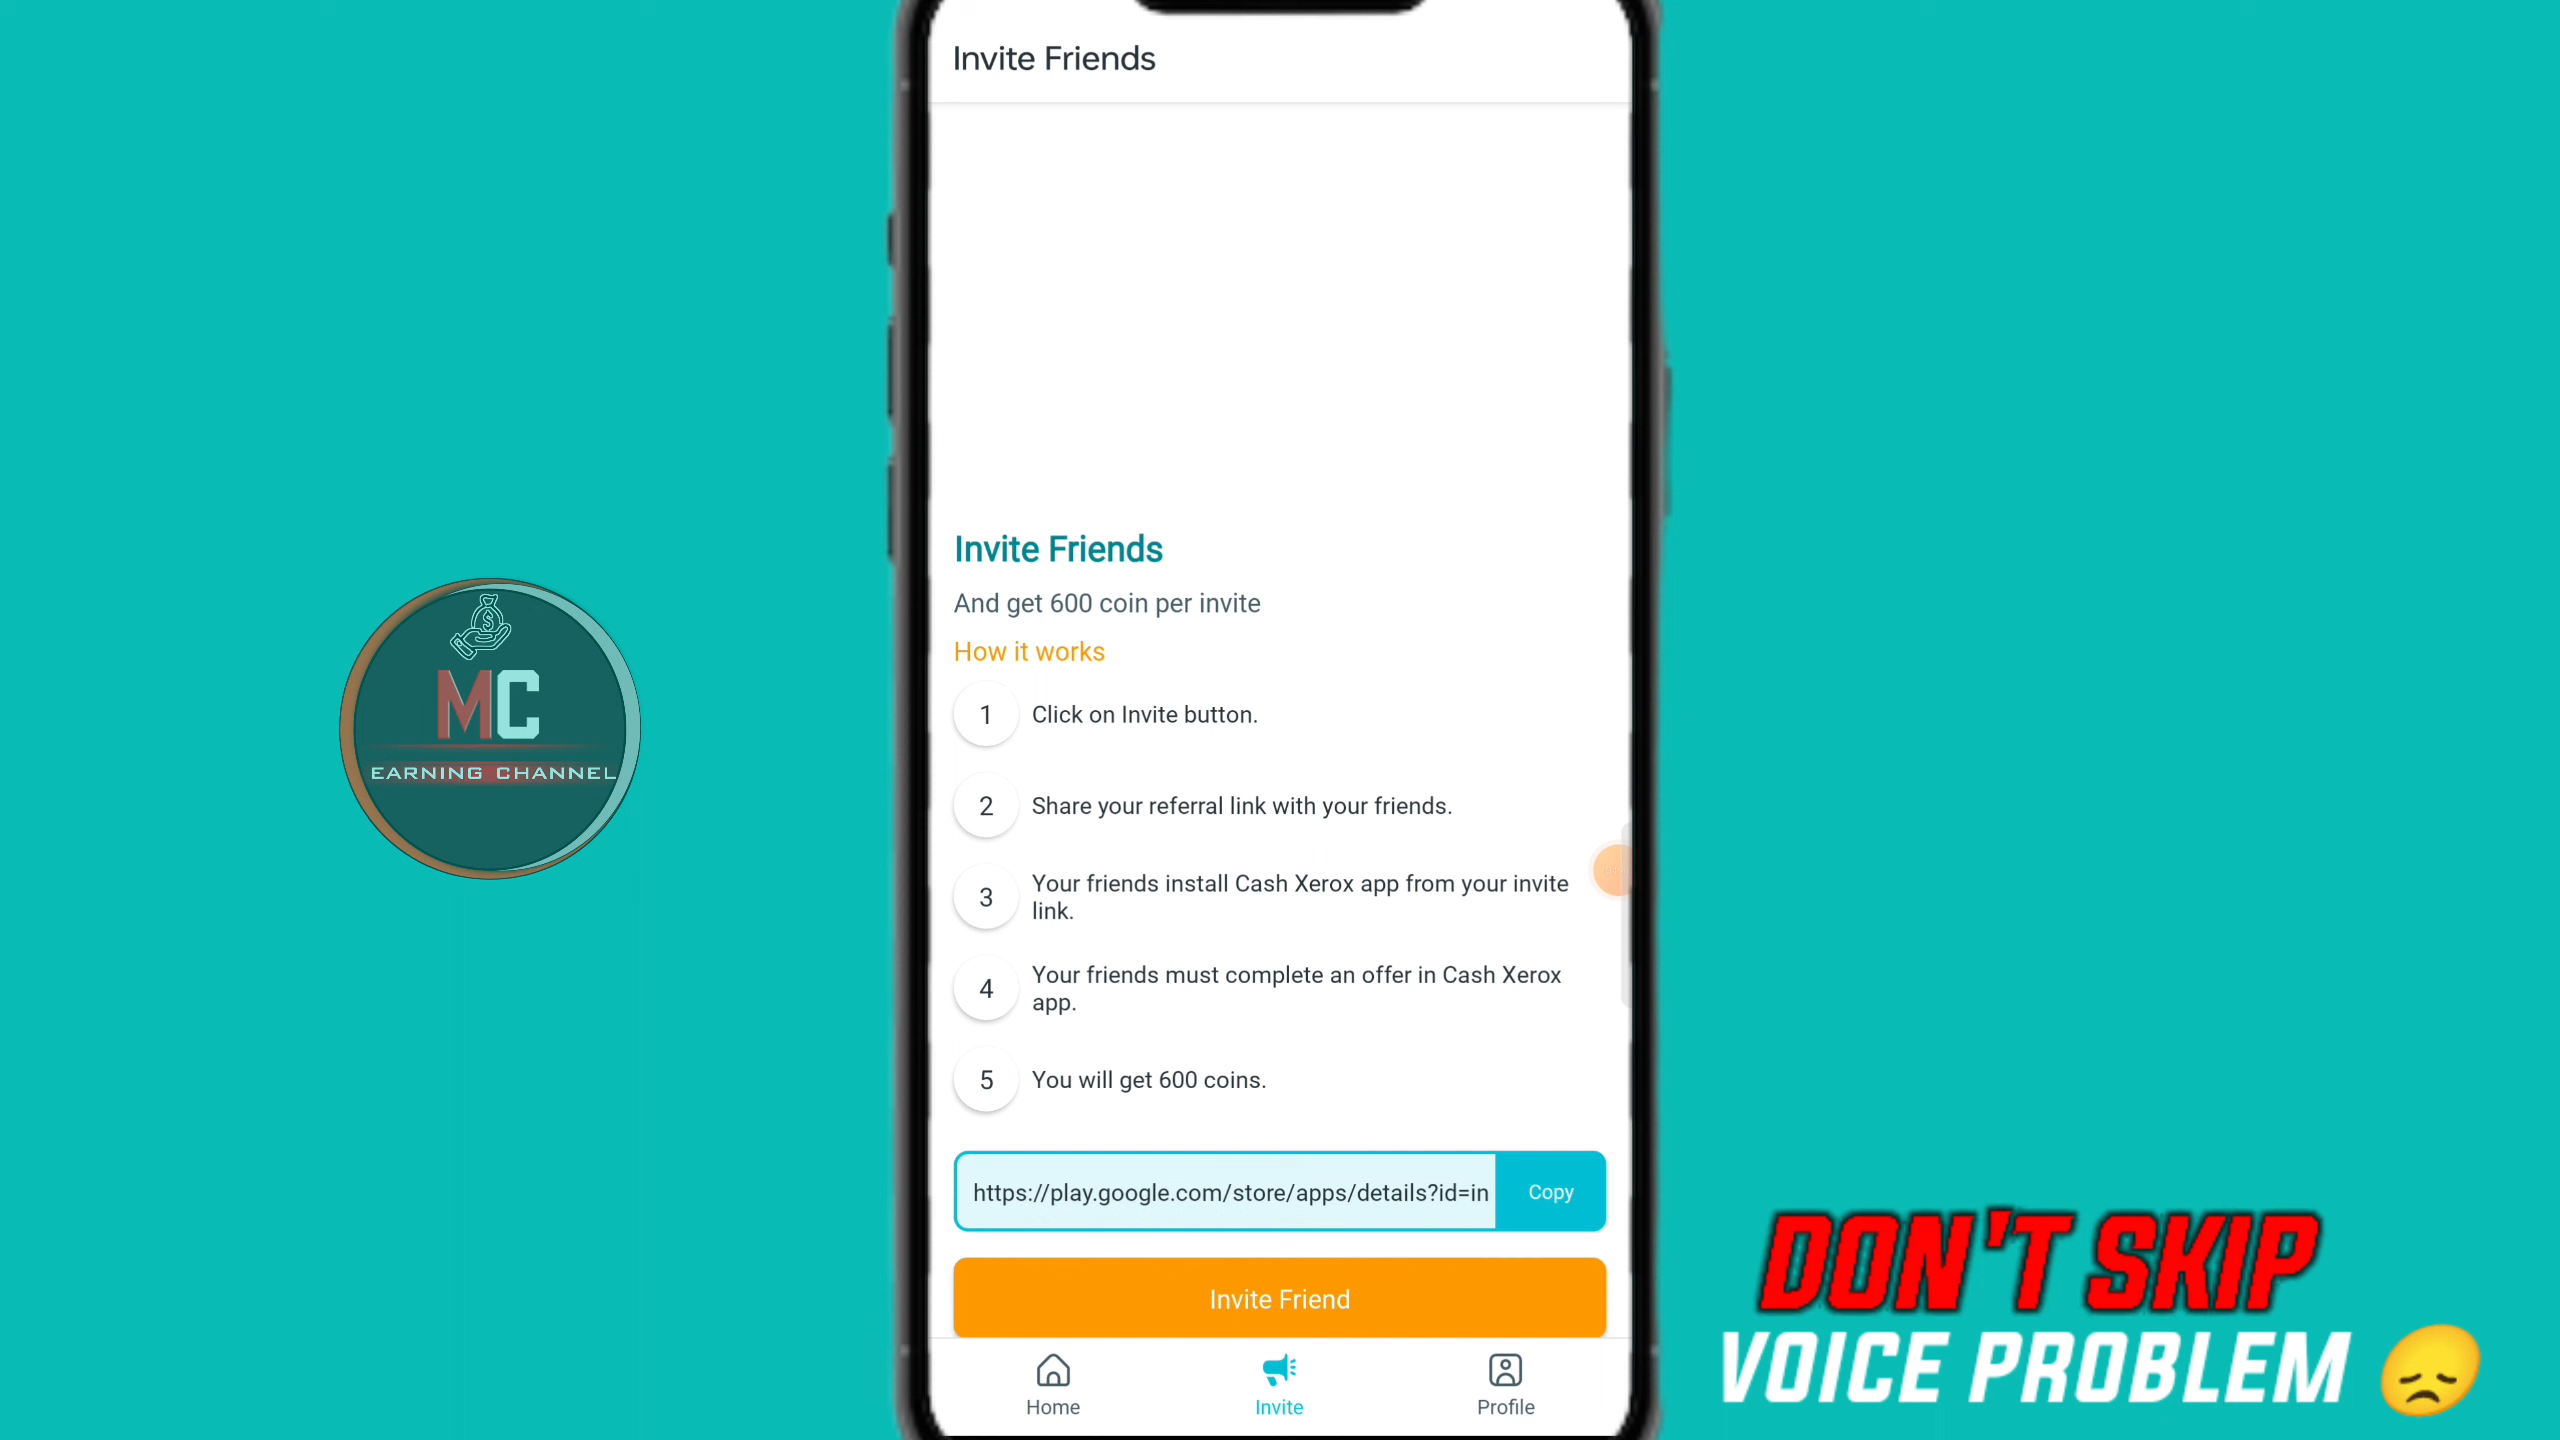 Invite Friends
Invite Friends
And get 600 coin per invite
How it works
1 Click on Invite button.
2 Share your referral link with your friends.
3 Your friends install Cash Xerox app from your invite
link.
4 Your friends must complete an offer in Cash Xerox
app.
5 You will get 600 coins.
https://play.google.com/store/apps/details?id=in Copy
Invite Friend
Home Invite Profile
MC
EARNING CHANNEL
DON'T SKIP
VOICE PROBLEM